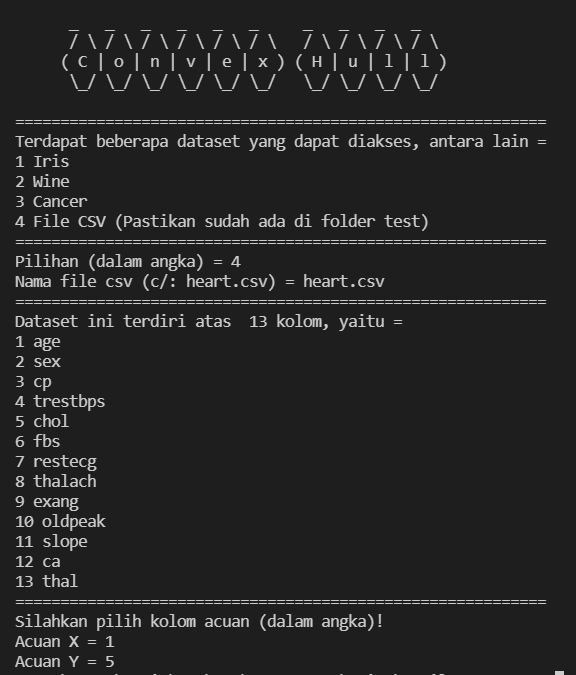 ( C | o | n | v | e | x ) ( H | u | l | l )
===========================================================
Terdapat beberapa dataset yang dapat diakses, antara lain =
1 Iris
2 Wine
3 Cancer
4 File CSV (Pastikan sudah ada di folder test)
===========================================================
Pilihan (dalam angka) = 4
Nama file csv (c/: heart.csv) = heart.csv
===========================================================
Dataset ini terdiri atas  13 kolom, yaitu =
1 age
2 sex
3 cp
4 trestbps
5 chol
6 fbs
7 restecg
8 thalach
9 exang
10 oldpeak
11 slope
12 ca
13 thal
===========================================================
Silahkan pilih kolom acuan (dalam angka)!
Acuan X = 1
Acuan Y = 5